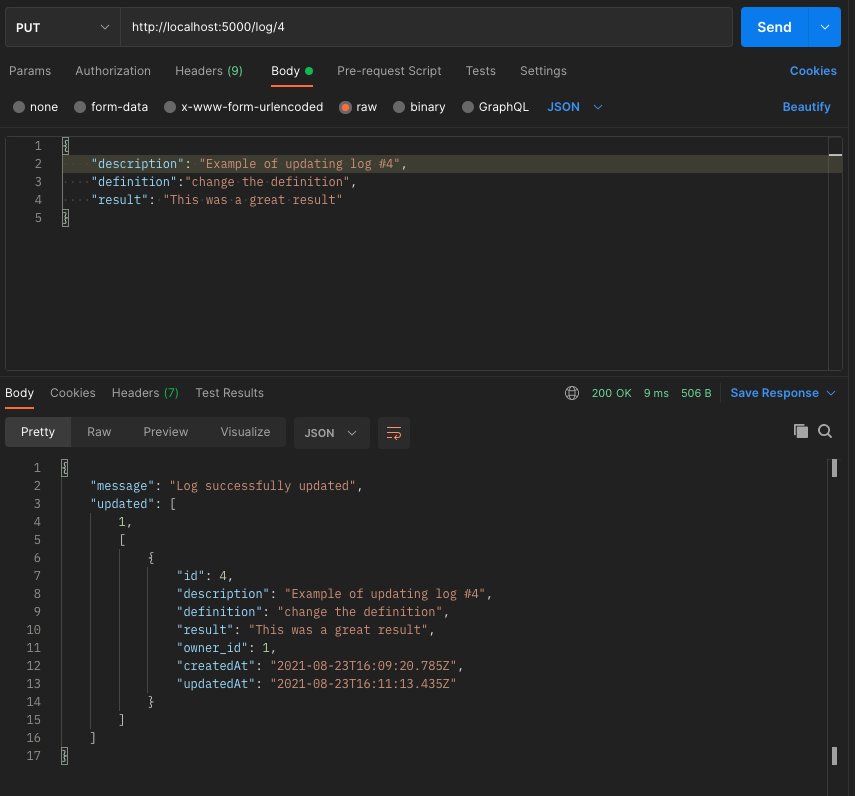 PUT http://localhost:5000/log/4 Send
Params Authorization Headers (9) Body Pre-request Script Tests Settings Cookies
none form-data x-www-form-urlencoded raw binary GraphQL JSON Beautify
1 {
2 "description": "Example of updating log #4",
3 "definition":"change the definition",
4 "result": "This was a great result"
5 }
Body Cookies Headers (7) Test Results 200 OK 9 ms 506 B Save Response
Pretty Raw Preview Visualize JSON
1 {
2 "message": "Log successfully updated",
3 "updated": [
4 1,
5 [
6 {
7 "id": 4,
8 "description": "Example of updating log #4",
9 "definition": "change the definition",
10 "result": "This was a great result",
11 "owner_id": 1,
12 "createdAt": "2021-08-23T16:09:20.785Z",
13 "updatedAt": "2021-08-23T16:11:13.435Z"
14 }
15 ]
16 ]
17 }